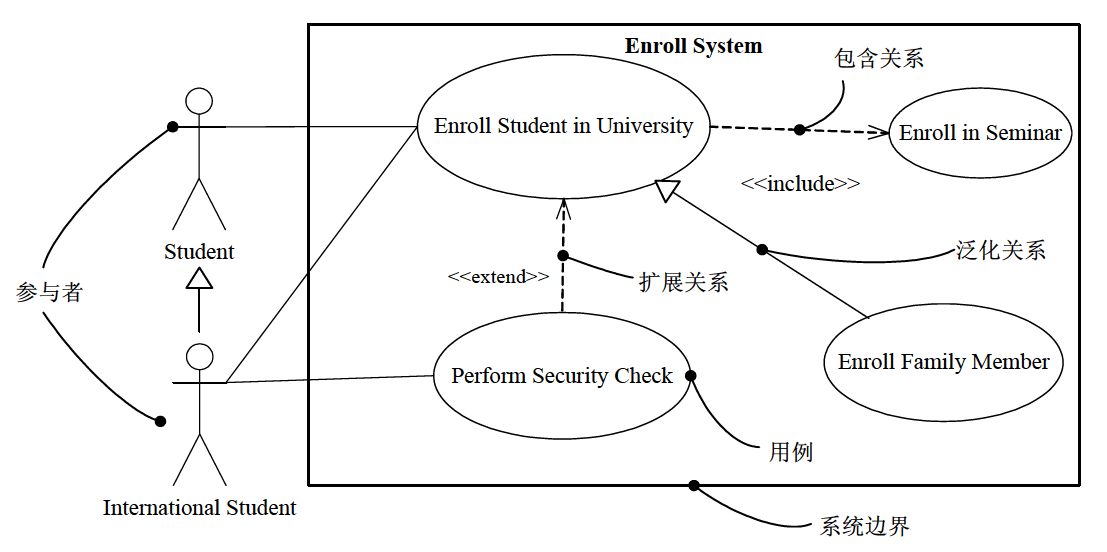 Enroll System
包含关系
Enroll Student in University
Enroll in Seminar
<<include>>
Student
泛化关系
<<extend>>
扩展关系
参与者
Enroll Family Member
Perform Security Check
用例
International Student
系统边界